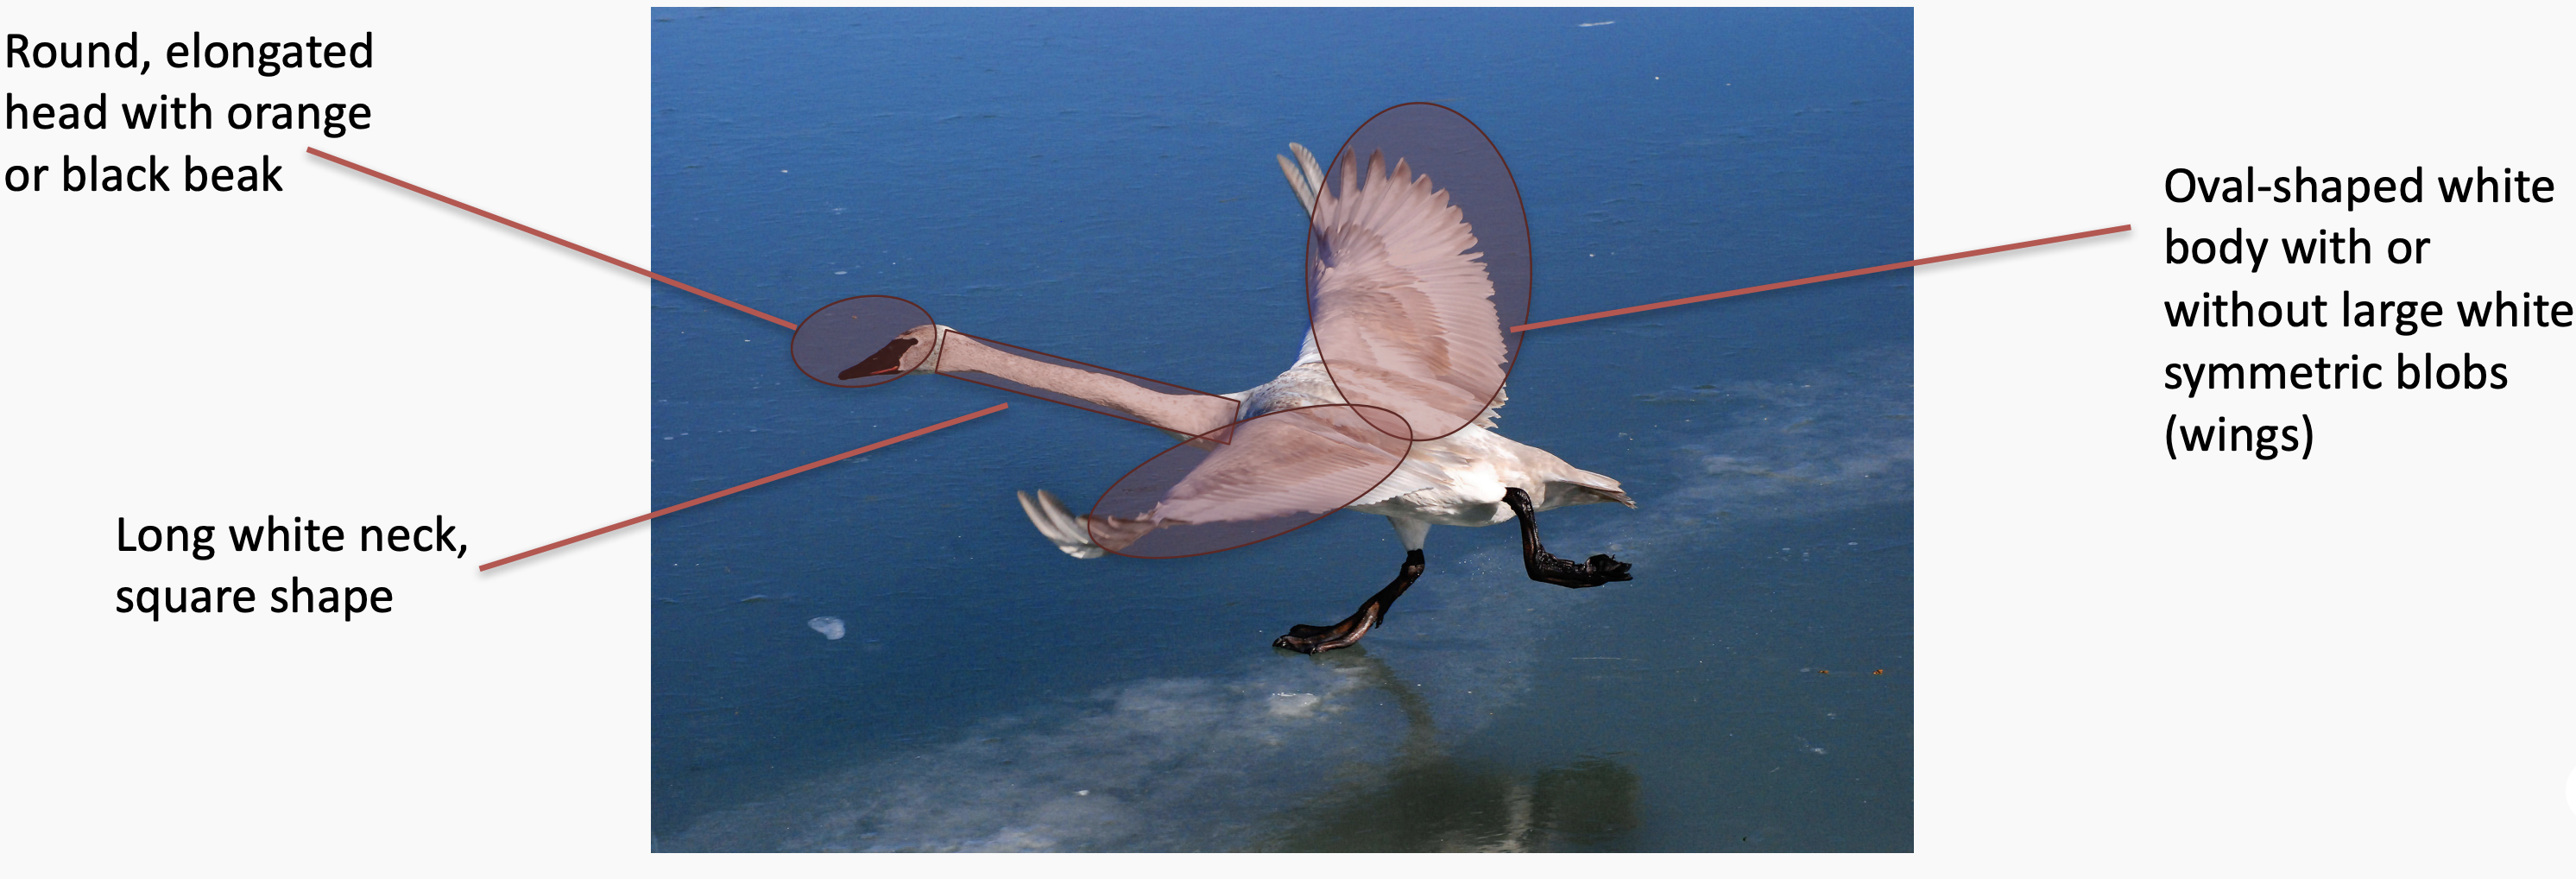 Round, elongated
head with orange
or black beak
Long white neck,
square shape
Oval-shaped white
body with or
without large white
symmetric blobs
(wings)